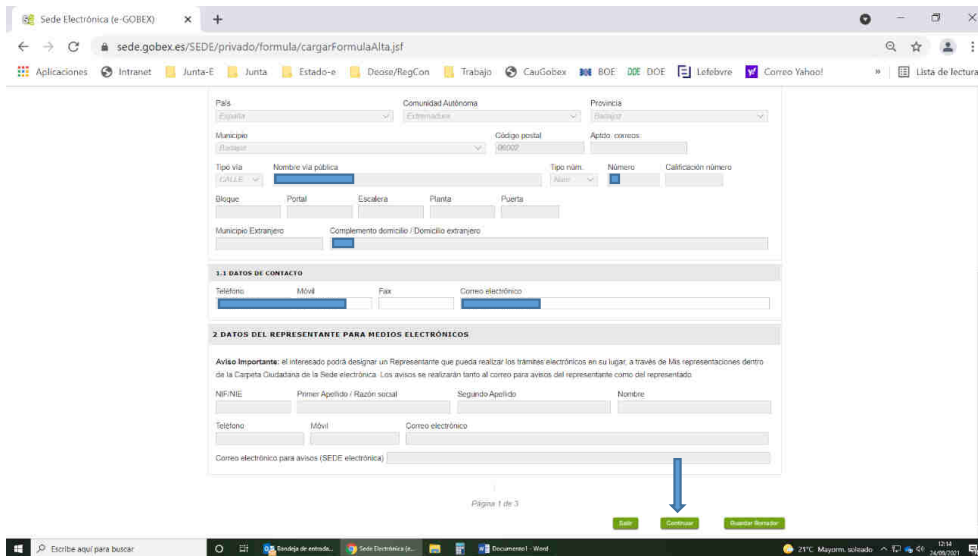 Sede Electrónica (e-GOBEX)
sede.gobex.es/SEDE/privado/formula/cargarFormulaAlta.jsf
Aplicaciones Intranet Junta-E Junta Estado-e Deose/RegCon Trabajo CauGobex BOE DOE Lefebvre Correo Yahoo! » Lista de lectura
País Comunidad Autónoma Provincia
España Extremadura Badajoz
Municipio Código postal Aptdo. correos
Badajoz 06002
Tipo vía Nombre vía pública Tipo núm. Número Calificación número
CALLE Núm
Bloque Portal Escalera Planta Puerta
Municipio Extranjero Complemento domicilio / Domicilio extranjero
1.1 DATOS DE CONTACTO
Teléfono Móvil Fax Correo electrónico
2 DATOS DEL REPRESENTANTE PARA MEDIOS ELECTRÓNICOS
Aviso Importante: el interesado podrá designar un Representante que pueda realizar los trámites electrónicos en su lugar, a través de Mis representaciones dentro
de la Carpeta Ciudadana de la Sede electrónica. Los avisos se realizarán tanto al correo para avisos del representante como del representado.
NIF/NIE Primer Apellido / Razón social Segundo Apellido Nombre
Teléfono Móvil Correo electrónico
Correo electrónico para avisos (SEDE electrónica)
Página 1 de 3
Salir Continuar Guardar Borrador
Escribe aquí para buscar Bandeja de entrada... Sede Electrónica (e... Documento1 - Word 21°C Mayorm. soleado 12:14
24/09/2021